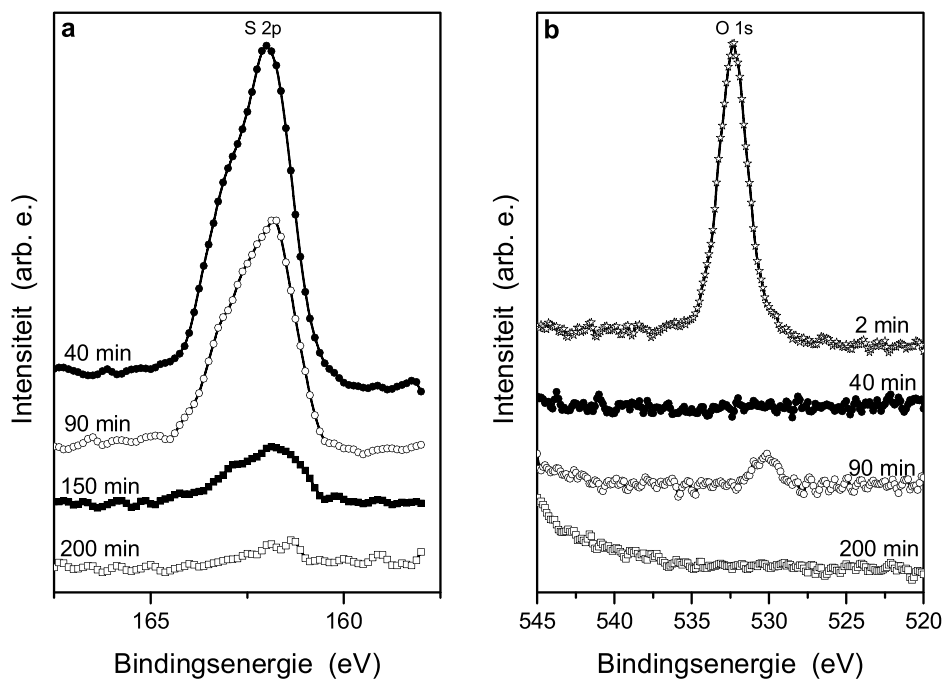 a
S 2p
Intensiteit (arb. e.)
40 min
90 min
150 min
200 min
165
160
Bindingsenergie (eV)
b
O 1s
Intensiteit (arb. e.)
2 min
40 min
90 min
200 min
545
540
535
530
525
520
Bindingsenergie (eV)